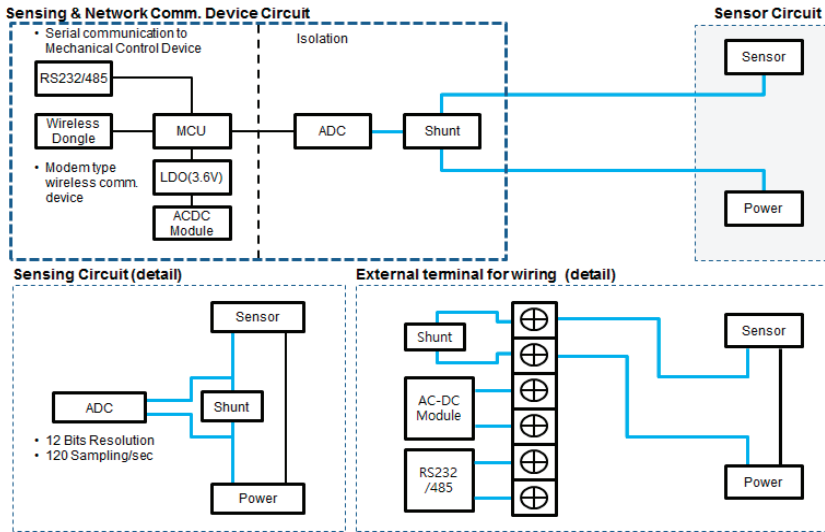 Sensing & Network Comm. Device Circuit
Sensor Circuit
• Serial communication to
Mechanical Control Device
Isolation
RS232/485
Sensor
Wireless
Dongle
MCU
ADC
Shunt
• Modem type
wireless comm.
device
LDO(3.6V)
ACDC
Module
Power
Sensing Circuit (detail)
Sensor
ADC
Shunt
• 12 Bits Resolution
• 120 Sampling/sec
Power
External terminal for wiring (detail)
Shunt
Sensor
AC-DC
Module
RS232
/485
Power